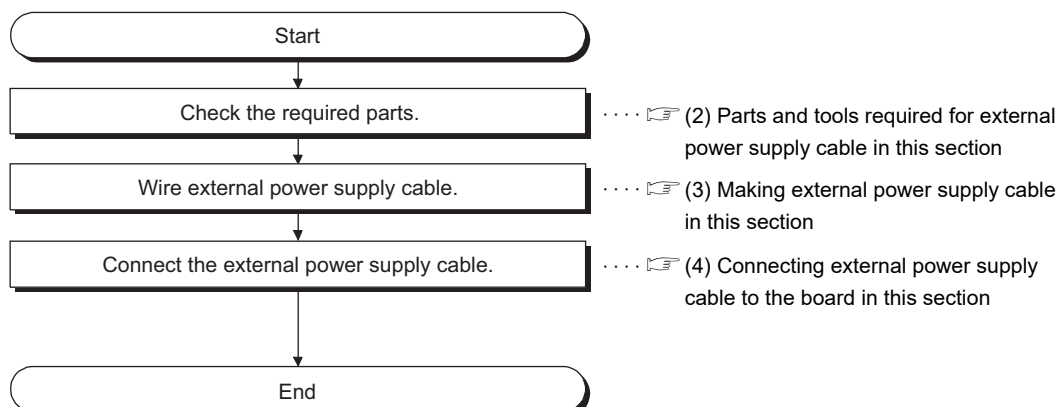 Start
Check the required parts.
(2) Parts and tools required for external
power supply cable in this section
Wire external power supply cable.
(3) Making external power supply cable
in this section
Connect the external power supply cable.
(4) Connecting external power supply
cable to the board in this section
End